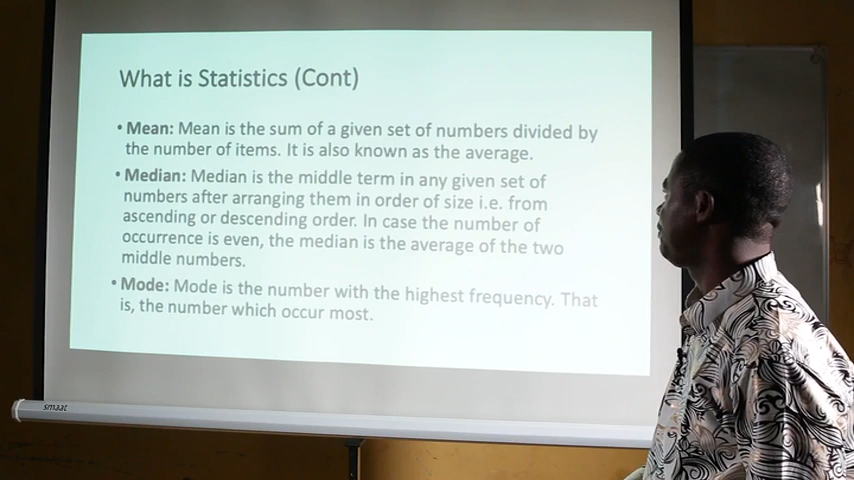 What is Statistics (Cont)
• Mean: Mean is the sum of a given set of numbers divided by
the number of items. It is also known as the average.
• Median: Median is the middle term in any given set of
numbers after arranging them in order of size i.e. from
ascending or descending order. In case the number of
occurrence is even, the median is the average of the two
middle numbers.
• Mode: Mode is the number with the highest frequency. That
is, the number which occur most.
smaat